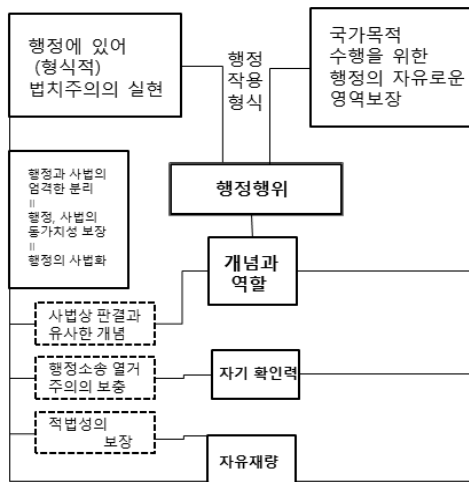 행정에 있어
(형식적)
법치주의의 실현
행정
작용
형식
국가목적
수행을 위한
행정의 자유로운
영역보장
행정과 사법의
엄격한 분리
=
행정, 사법의
동가치성 보장
=
행정의 사법화
행정행위
개념과
역할
사법상 판결과
유사한 개념
행정소송 열거
주의의 보충
자기 확인력
적법성의
보장
자유재량